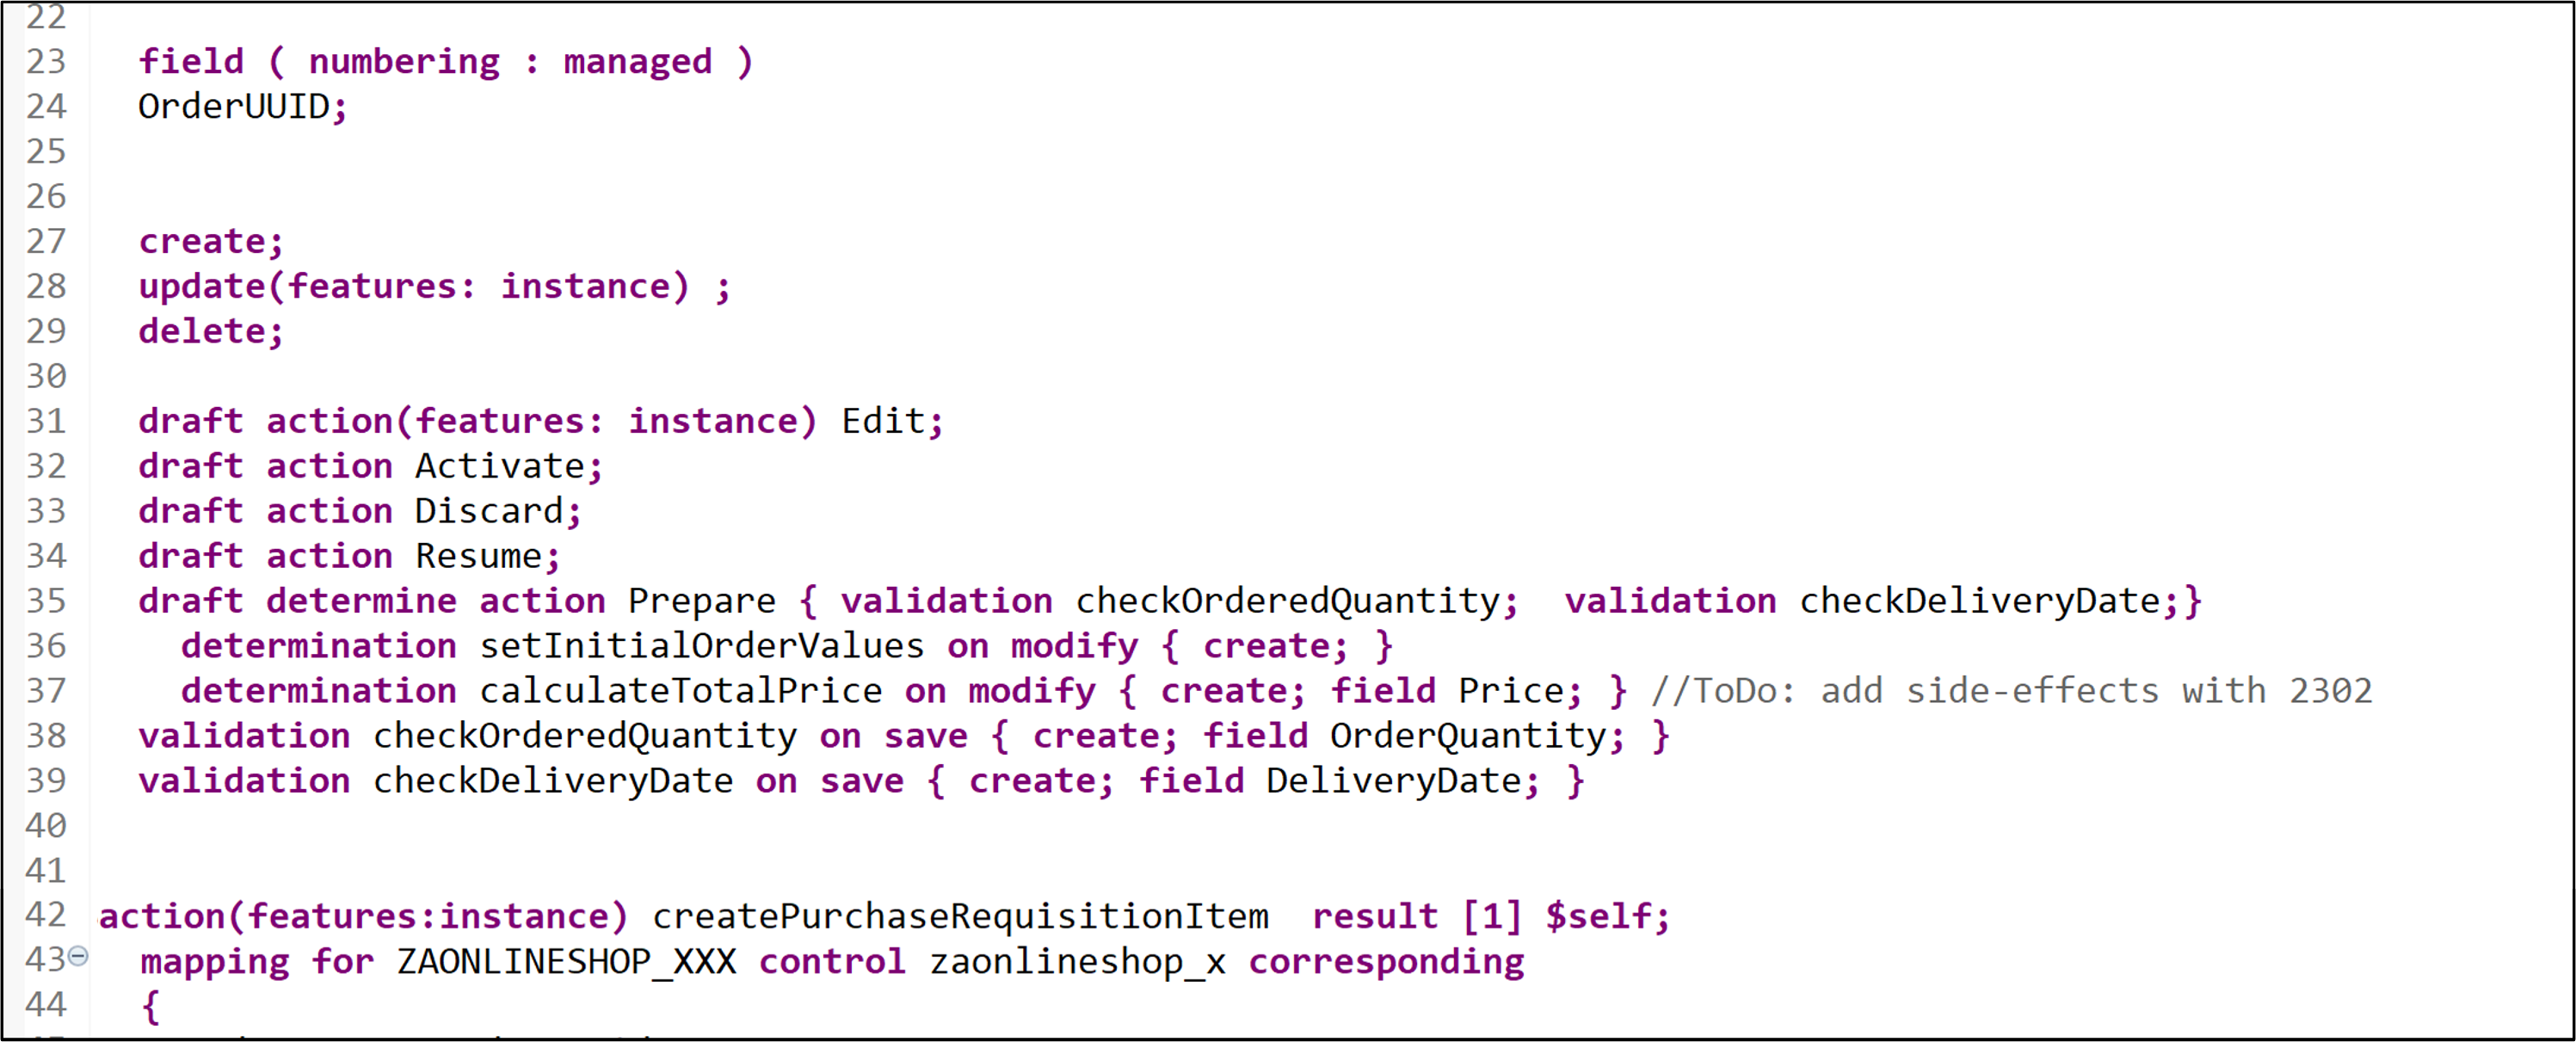 22
23 field ( numbering : managed )
24 OrderUUID;
25
26
27 create;
28 update(features: instance) ;
29 delete;
30
31 draft action(features: instance) Edit;
32 draft action Activate;
33 draft action Discard;
34 draft action Resume;
35 draft determine action Prepare { validation checkOrderedQuantity;  validation checkDeliveryDate;}
36 determination setInitialOrderValues on modify { create; }
37 determination calculateTotalPrice on modify { create; field Price; } //ToDo: add side-effects with 2302
38 validation checkOrderedQuantity on save { create; field OrderQuantity; }
39 validation checkDeliveryDate on save { create; field DeliveryDate; }
40
41
42 action(features:instance) createPurchaseRequisitionItem  result [1] $self;
43 mapping for ZAONLINESHOP_XXX control zaonlineshop_x corresponding
44 {